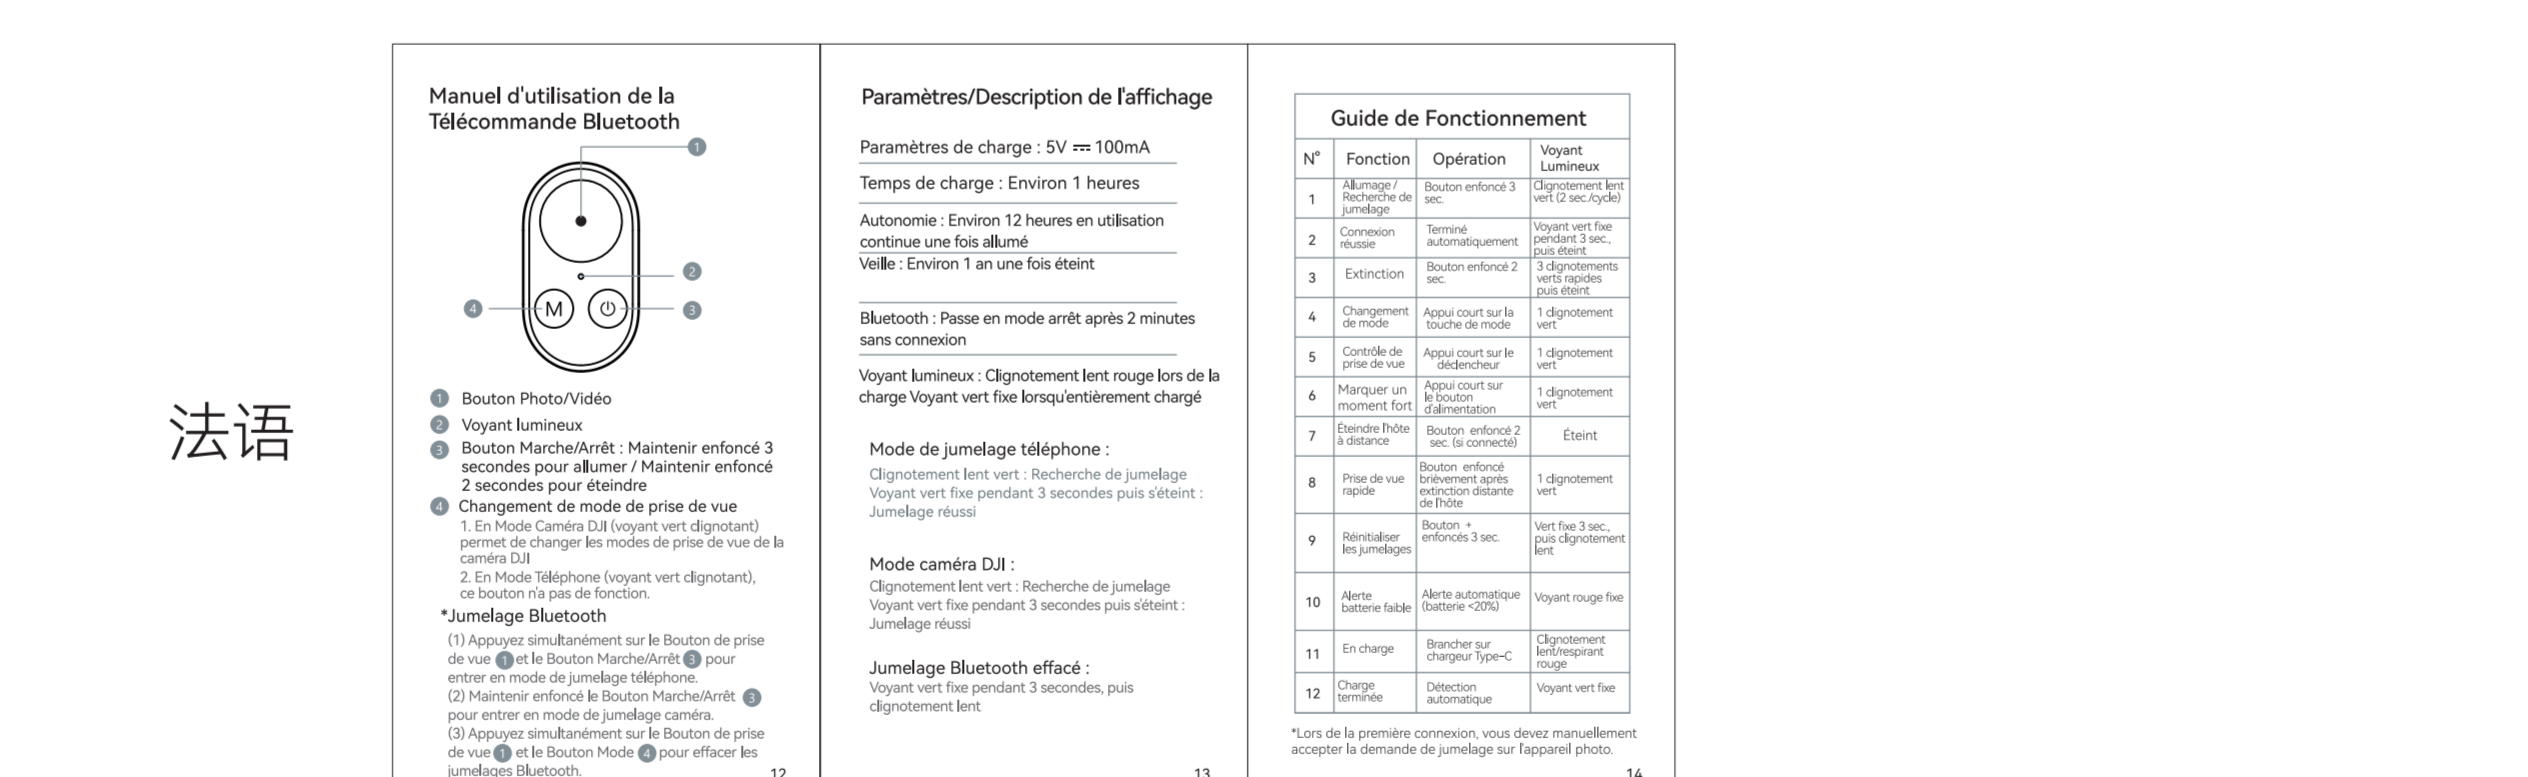 法语
Manuel d'utilisation de la
Télécommande Bluetooth
1
2
3
4
M
1 Bouton Photo/Vidéo
2 Voyant lumineux
3 Bouton Marche/Arrêt : Maintenir enfoncé 3
secondes pour allumer / Maintenir enfoncé
2 secondes pour éteindre
4 Changement de mode de prise de vue
1. En Mode Caméra DJI (voyant vert clignotant)
permet de changer les modes de prise de vue de la
caméra DJI
2. En Mode Téléphone (voyant vert clignotant),
ce bouton n'a pas de fonction.
*Jumelage Bluetooth
(1) Appuyez simultanément sur le Bouton de prise
de vue 1 et le Bouton Marche/Arrêt 3 pour
entrer en mode de jumelage téléphone.
(2) Maintenir enfoncé le Bouton Marche/Arrêt 3
pour entrer en mode de jumelage caméra.
(3) Appuyez simultanément sur le Bouton de prise
de vue 1 et le Bouton Mode 4 pour effacer les
jumelages Bluetooth.
12
Paramètres/Description de l'affichage
Paramètres de charge : 5V ⎓ 100mA
Temps de charge : Environ 1 heures
Autonomie : Environ 12 heures en utilisation
continue une fois allumé
Veille : Environ 1 an une fois éteint
Bluetooth : Passe en mode arrêt après 2 minutes
sans connexion
Voyant lumineux : Clignotement lent rouge lors de la
charge Voyant vert fixe lorsqu'entièrement chargé
Mode de jumelage téléphone :
Clignotement lent vert : Recherche de jumelage
Voyant vert fixe pendant 3 secondes puis s'éteint :
Jumelage réussi
Mode caméra DJI :
Clignotement lent vert : Recherche de jumelage
Voyant vert fixe pendant 3 secondes puis s'éteint :
Jumelage réussi
Jumelage Bluetooth effacé :
Voyant vert fixe pendant 3 secondes, puis
clignotement lent
13
Guide de Fonctionnement
N° Fonction Opération Voyant Lumineux
1 Allumage / Recherche de jumelage Bouton enfoncé 3 sec. Clignotement lent vert (2 sec./cycle)
2 Connexion réussie Terminé automatiquement Voyant vert fixe pendant 3 sec., puis éteint
3 Extinction Bouton enfoncé 2 sec. 3 clignotements verts rapides puis éteint
4 Changement de mode Appui court sur la touche de mode 1 clignotement vert
5 Contrôle de prise de vue Appui court sur le déclencheur 1 clignotement vert
6 Marquer un moment fort Appui court sur le bouton d'alimentation 1 clignotement vert
7 Éteindre l'hôte à distance Bouton enfoncé 2 sec. (si connecté) Éteint
8 Prise de vue rapide Bouton enfoncé brièvement après extinction distante de l'hôte 1 clignotement vert
9 Réinitialiser les jumelages Bouton + enfoncés 3 sec. Vert fixe 3 sec., puis clignotement lent
10 Alerte batterie faible Alerte automatique (batterie <20%) Voyant rouge fixe
11 En charge Brancher sur chargeur Type-C Clignotement lent/respirant rouge
12 Charge terminée Détection automatique Voyant vert fixe
*Lors de la première connexion, vous devez manuellement
accepter la demande de jumelage sur l'appareil photo.
14